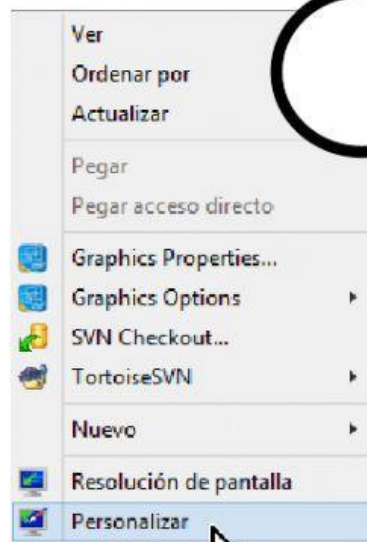 Ver
Ordenar por
Actualizar
Pegar
Pegar acceso directo
Graphics Properties...
Graphics Options
SVN Checkout...
TortoiseSVN
Nuevo
Resolución de pantalla
Personalizar